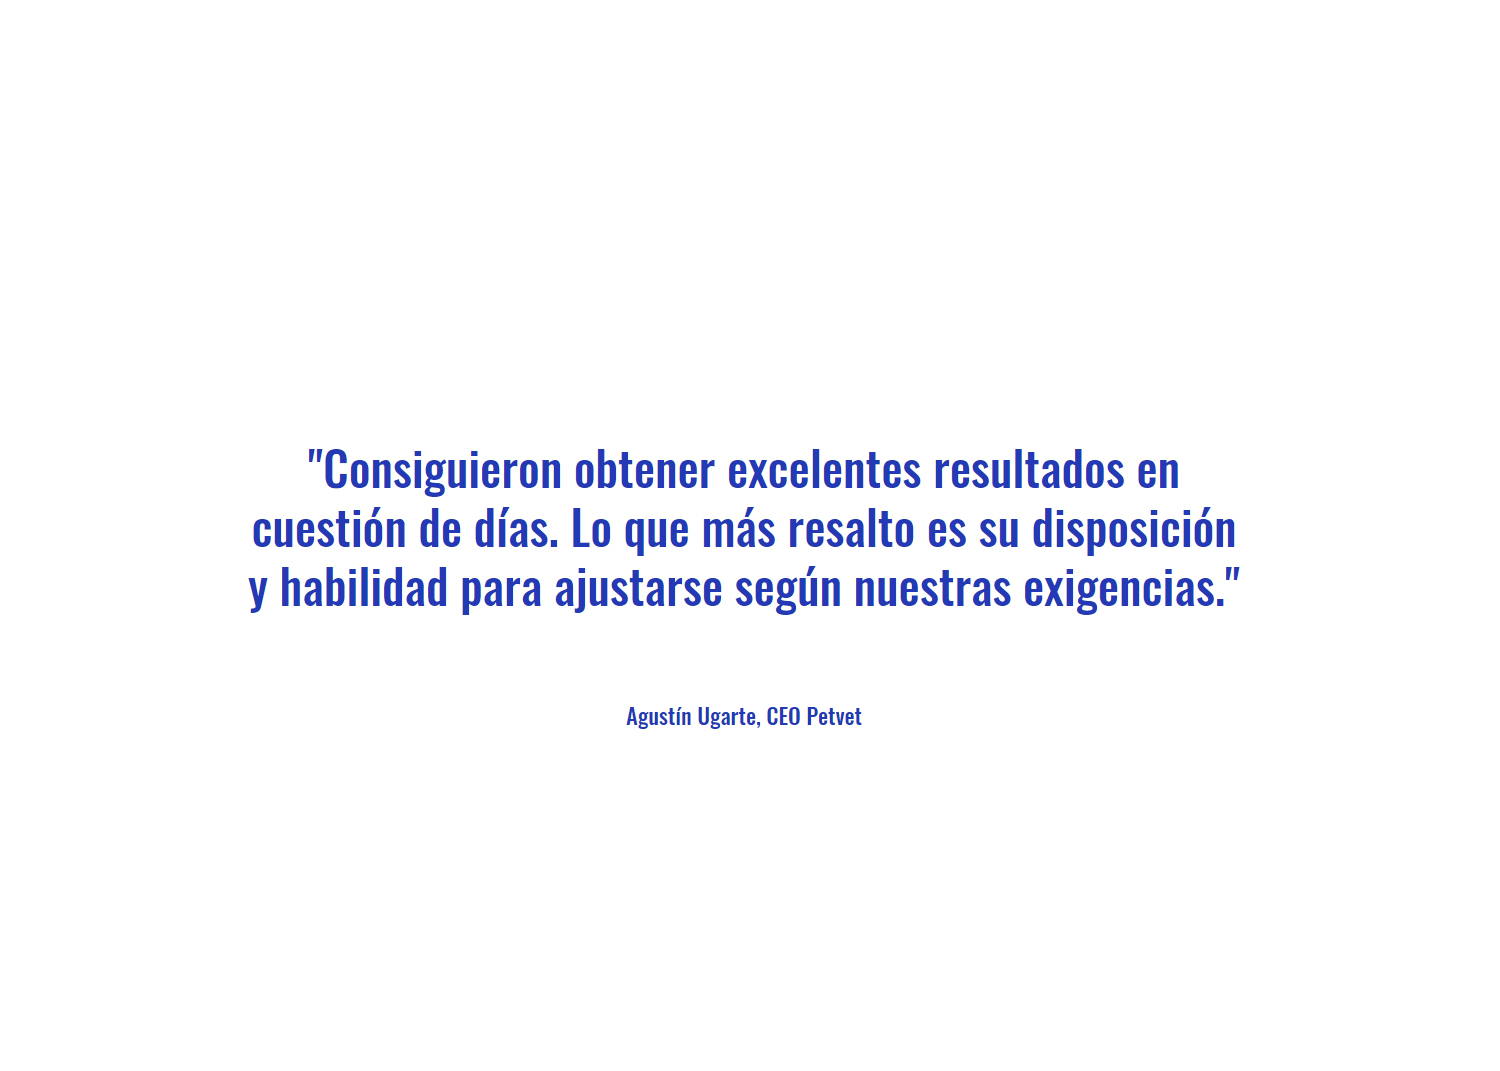 "Consiguieron obtener excelentes resultados en
cuestión de días. Lo que más resalto es su disposición
y habilidad para ajustarse según nuestras exigencias."
Agustín Ugarte, CEO Petvet